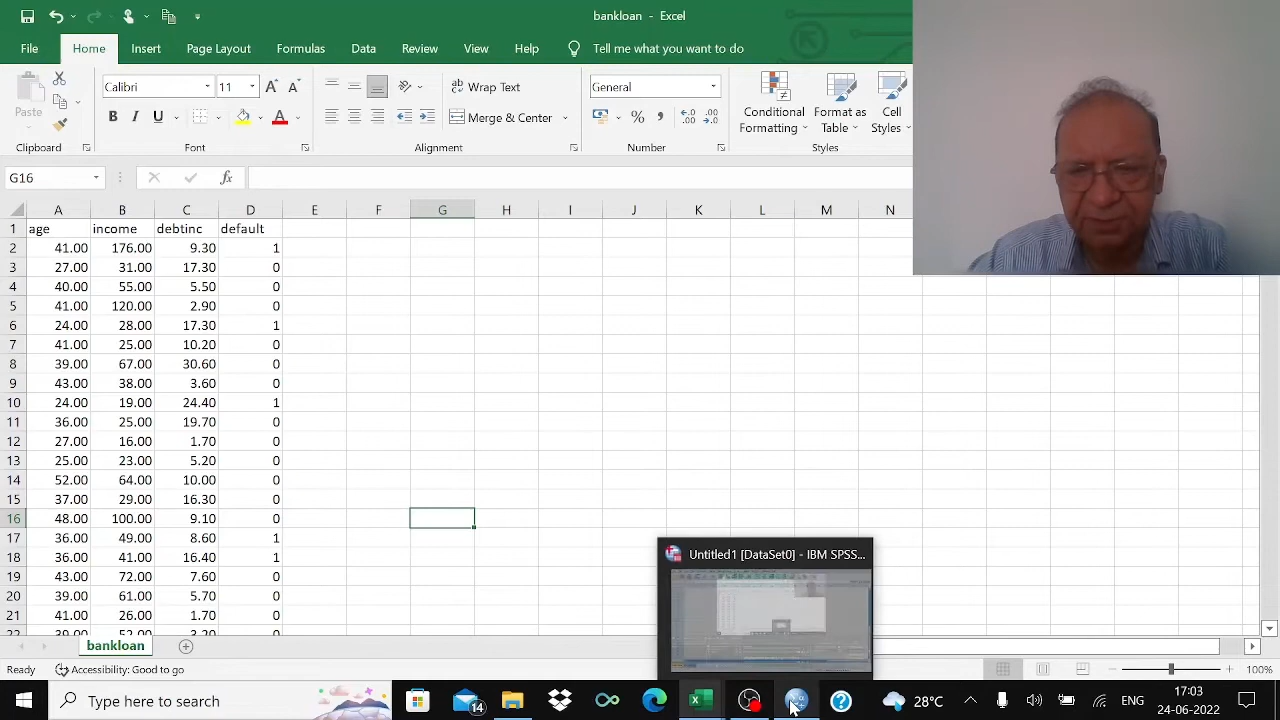 bankloan - Excel
File Home Insert Page Layout Formulas Data Review View Help Tell me what you want to do
Calibri 11 A A Wrap Text General
Paste B I U A Merge & Center % , Conditional Formatting Format as Table Cell Styles
Clipboard Font Alignment Number Styles
G16 fx
A B C D E F G H I J K L M N
1 age income debtinc default
2 41.00 176.00 9.30 1
3 27.00 31.00 17.30 0
4 40.00 55.00 5.50 0
5 41.00 120.00 2.90 0
6 24.00 28.00 17.30 1
7 41.00 25.00 10.20 0
8 39.00 67.00 30.60 0
9 43.00 38.00 3.60 0
10 24.00 19.00 24.40 1
11 36.00 25.00 19.70 0
12 27.00 16.00 1.70 0
13 25.00 23.00 5.20 0
14 52.00 64.00 10.00 0
15 37.00 29.00 16.30 0
16 48.00 100.00 9.10 0
17 36.00 49.00 8.60 1
18 36.00 41.00 16.40 1
19 43.00 72.00 7.60 0
20 39.00 61.00 5.70 0
21 41.00 26.00 1.70 0
22 39.00 52.00 3.20 0
Untitled1 [DataSet0] - IBM SPSS...
bankloan
Ready Accessibility: Good to go 100%
Type here to search 14 28°C ENG 17:03
24-06-2022